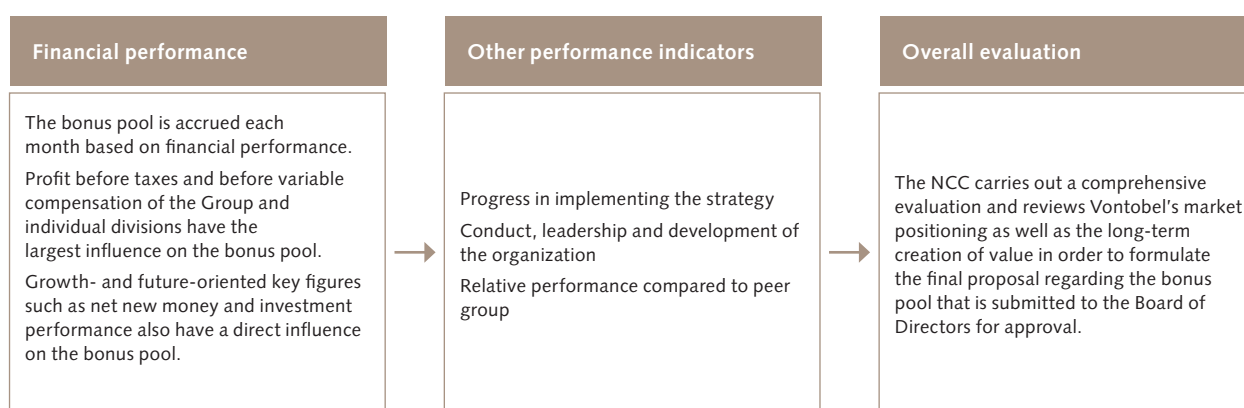 Financial performance
The bonus pool is accrued each
month based on financial performance.
Profit before taxes and before variable
compensation of the Group and
individual divisions have the
largest influence on the bonus pool.
Growth- and future-oriented key figures
such as net new money and investment
performance also have a direct influence
on the bonus pool.
Other performance indicators
Progress in implementing the strategy
Conduct, leadership and development of
the organization
Relative performance compared to peer
group
Overall evaluation
The NCC carries out a comprehensive
evaluation and reviews Vontobel’s market
positioning as well as the long-term
creation of value in order to formulate
the final proposal regarding the bonus
pool that is submitted to the Board of
Directors for approval.